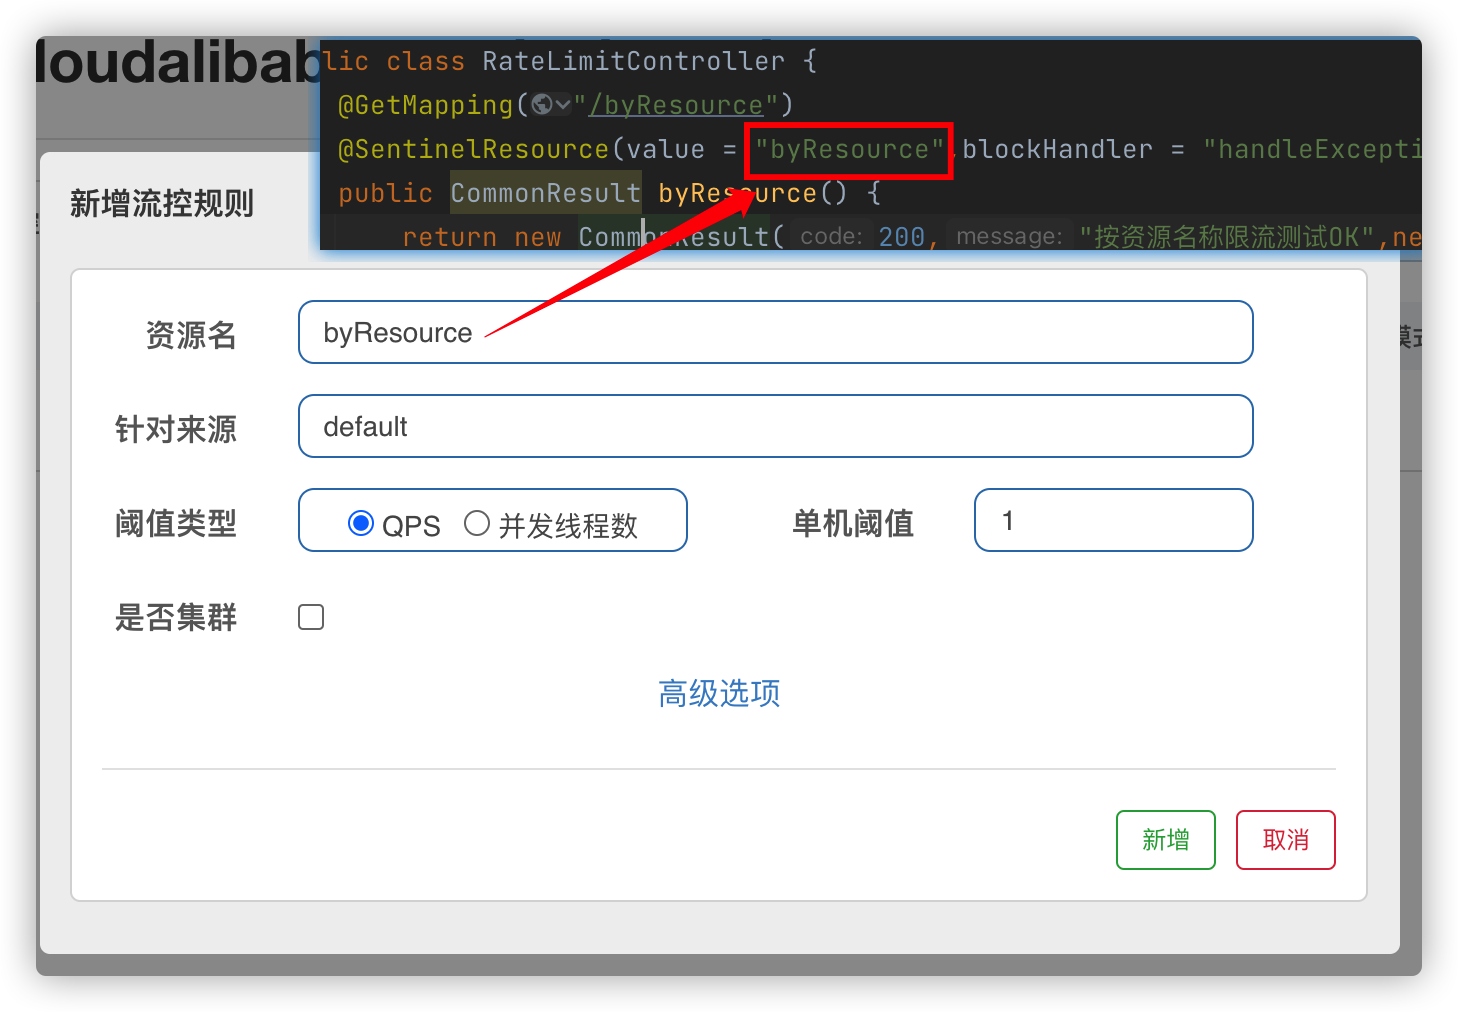 loudalibab
lic class RateLimitController {
@GetMapping("/byResource")
@SentinelResource(value = "byResource",blockHandler = "handleExcepti
public CommonResult byResource() {
return new CommonResult( code: 200, message: "按资源名称限流测试OK",ne
新增流控规则
资源名 byResource
针对来源 default
阈值类型 QPS 并发线程数 单机阈值 1
是否集群
高级选项
新增 取消